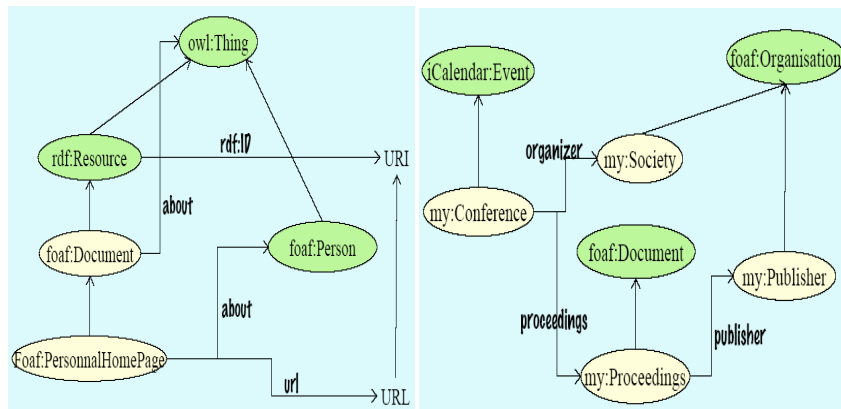 owl:Thing
rdf:Resource
rdf:ID
URI
about
foaf:Document
foaf:Person
about
Foaf:PersonnalHomePage
url
URL
foaf:Organisation
iCalendar:Event
organizer
my:Society
my:Conference
foaf:Document
my:Publisher
proceedings
publisher
my:Proceedings